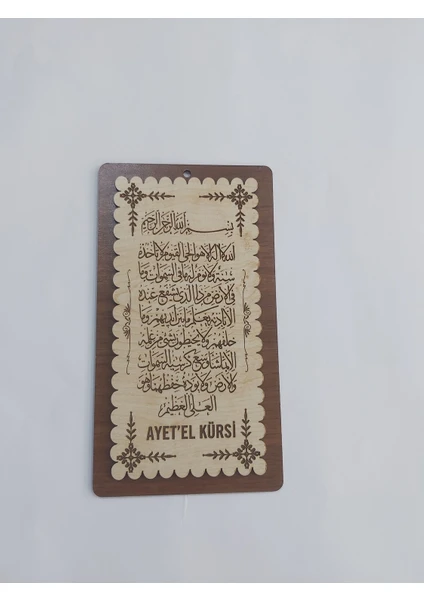 بسم الله الرحمن الرحيم
الله لا إله إلا هو الحي القيوم لا تأخذه
سنة ولا نوم له ما في السموات وما
في الأرض من ذا الذي يشفع عنده
إلا بإذنه يعلم ما بين أيديهم وما
خلفهم ولا يحيطون بشيء من علمه
إلا بما شاء وسع كرسيه السموات
والأرض ولا يؤده حفظهما وهو
العلي العظيم
AYET'EL KÜRSİ